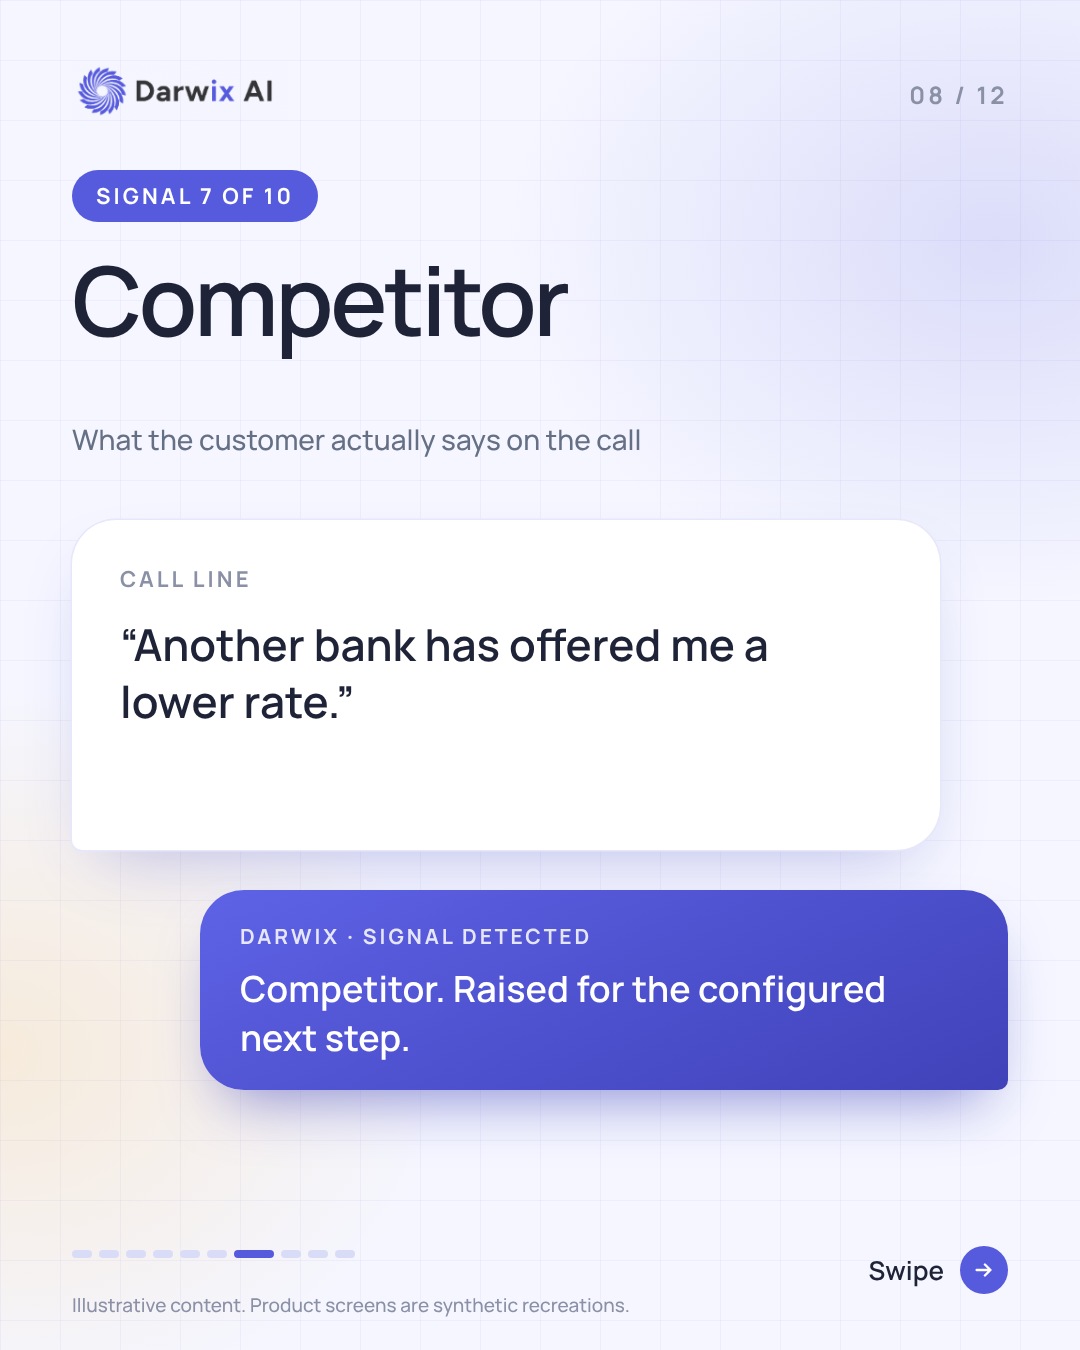 Darwix AI
08 / 12
SIGNAL 7 OF 10
Competitor
What the customer actually says on the call
CALL LINE
“Another bank has offered me a
lower rate.”
DARWIX · SIGNAL DETECTED
Competitor. Raised for the configured
next step.
Swipe
Illustrative content. Product screens are synthetic recreations.